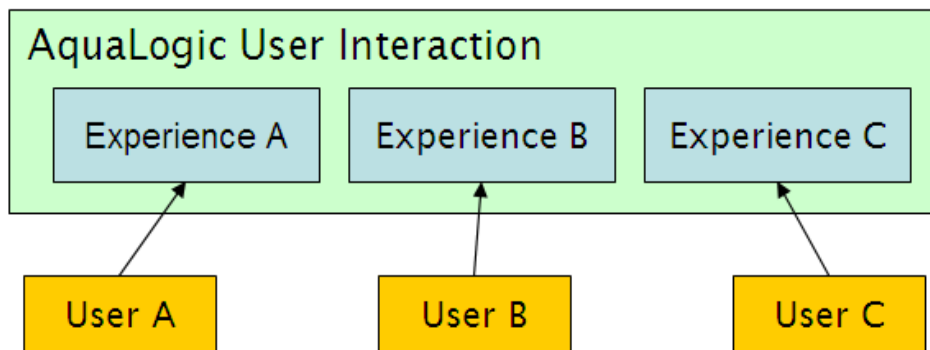 AquaLogic User Interaction
Experience A
Experience B
Experience C
User A
User B
User C